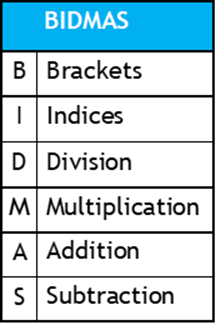 BIDMAS
B Brackets
I Indices
D Division
M Multiplication
A Addition
S Subtraction